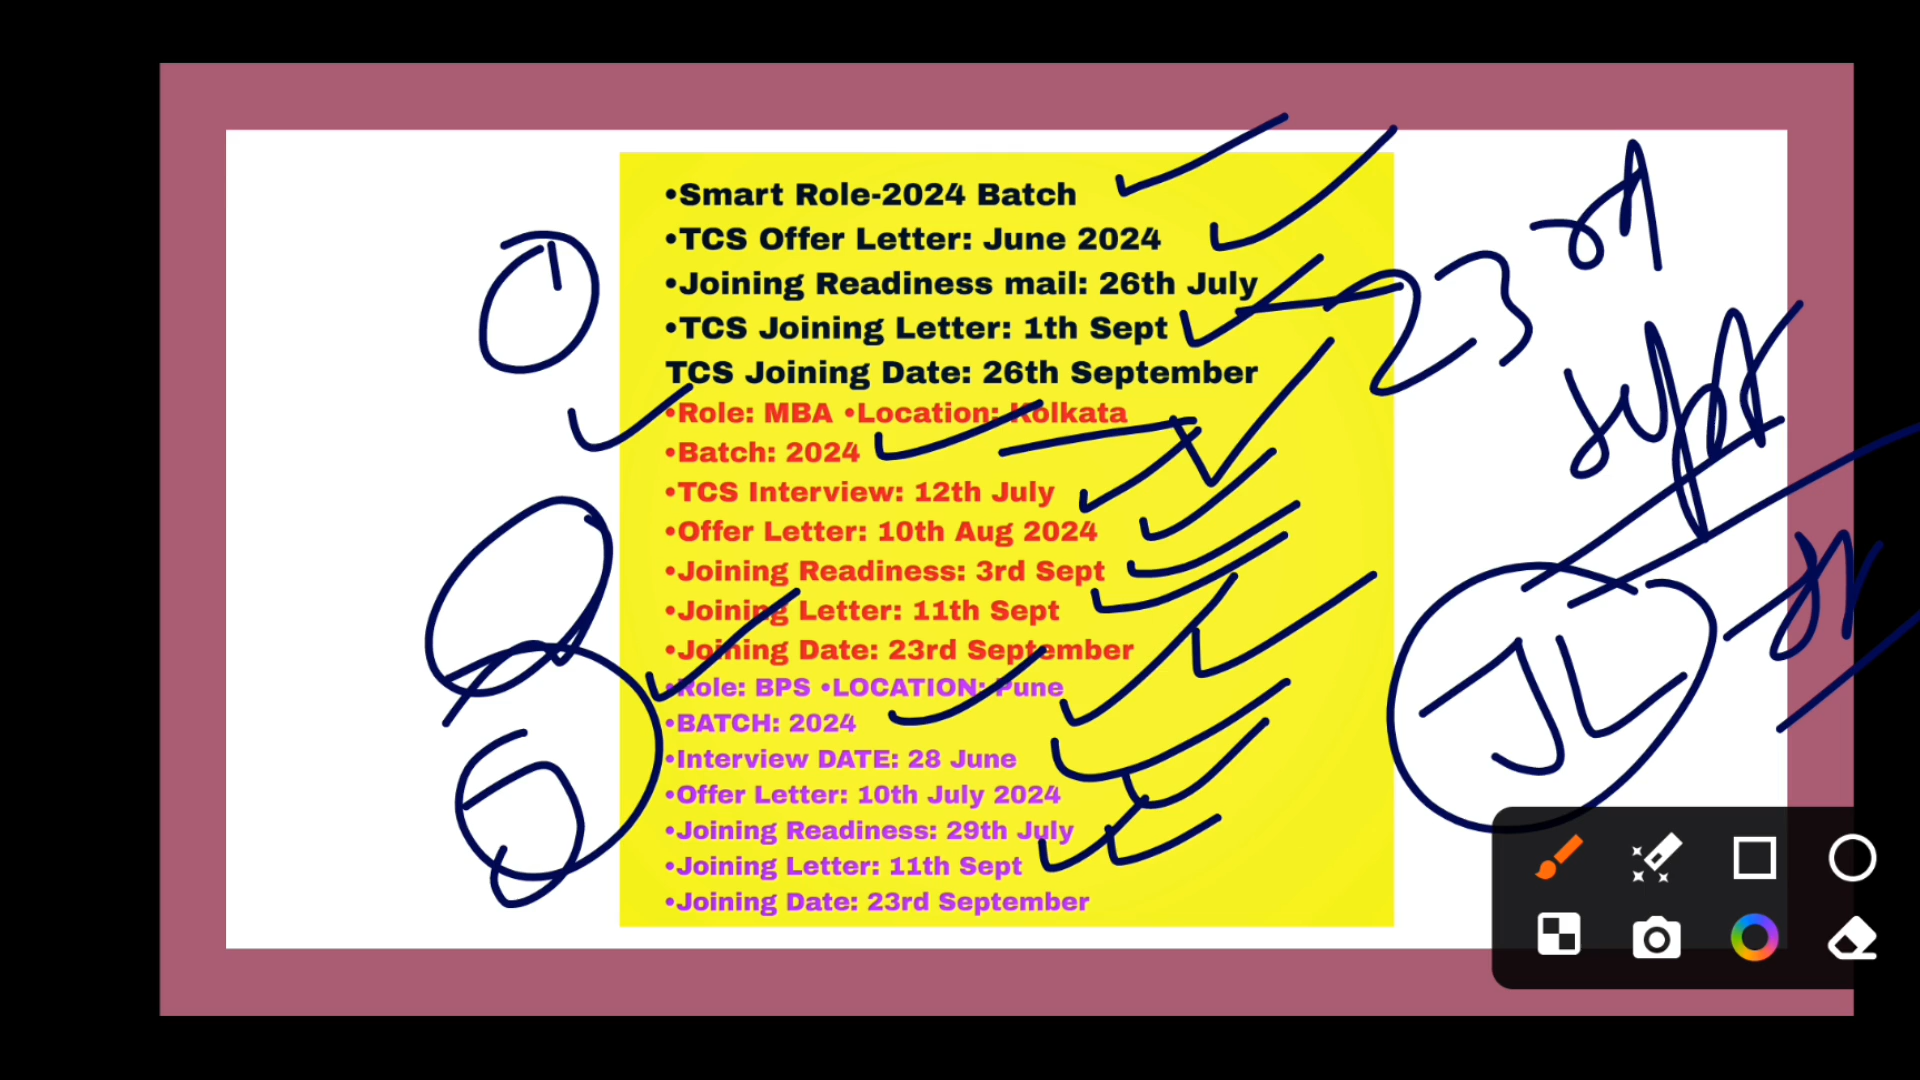 •Smart Role-2024 Batch
•TCS Offer Letter: June 2024
•Joining Readiness mail: 26th July
•TCS Joining Letter: 1th Sept
TCS Joining Date: 26th September
•Role: MBA •Location: Kolkata
•Batch: 2024
•TCS Interview: 12th July
•Offer Letter: 10th Aug 2024
•Joining Readiness: 3rd Sept
•Joining Letter: 11th Sept
•Joining Date: 23rd September
•Role: BPS •LOCATION: Pune
•BATCH: 2024
•Interview DATE: 28 June
•Offer Letter: 10th July 2024
•Joining Readiness: 29th July
•Joining Letter: 11th Sept
•Joining Date: 23rd September
23rd
Sept
JL